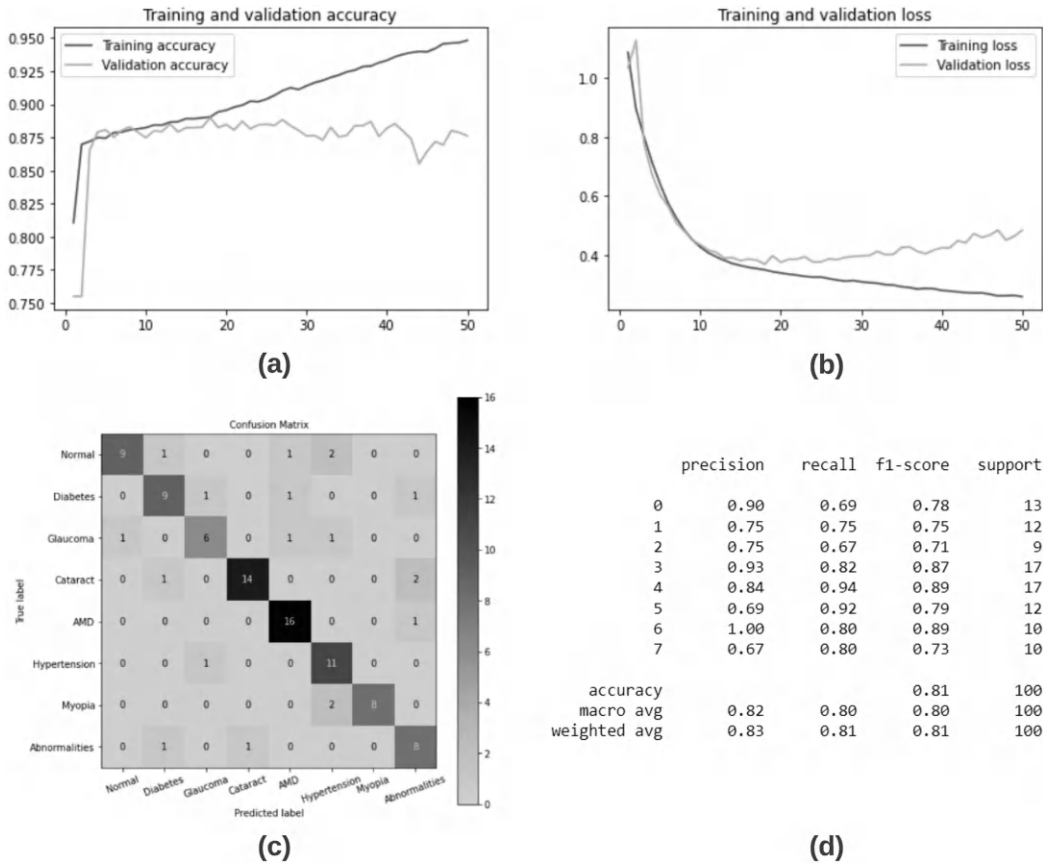 Training and validation accuracy
Training accuracy
Validation accuracy
0.950
0.925
0.900
0.875
0.850
0.825
0.800
0.775
0.750
0 10 20 30 40 50
(a)
Training and validation loss
Training loss
Validation loss
1.0
0.8
0.6
0.4
0 10 20 30 40 50
(b)
Confusion Matrix
True label
Normal 9 1 0 0 1 2 0 0
Diabetes 0 9 1 0 1 0 0 1
Glaucoma 1 0 6 0 1 1 0 0
Cataract 0 1 0 14 0 0 0 2
AMD 0 0 0 0 16 0 0 1
Hypertension 0 0 1 0 0 11 0 0
Myopia 0 0 0 0 0 2 8 0
Abnormalities 0 1 0 1 0 0 0 8
Normal Diabetes Glaucoma Cataract AMD Hypertension Myopia Abnormalities
Predicted label
16
14
12
10
8
6
4
2
0
(c)
precision recall f1-score support
0 0.90 0.69 0.78 13
1 0.75 0.75 0.75 12
2 0.75 0.67 0.71 9
3 0.93 0.82 0.87 17
4 0.84 0.94 0.89 17
5 0.69 0.92 0.79 12
6 1.00 0.80 0.89 10
7 0.67 0.80 0.73 10
accuracy 0.81 100
macro avg 0.82 0.80 0.80 100
weighted avg 0.83 0.81 0.81 100
(d)